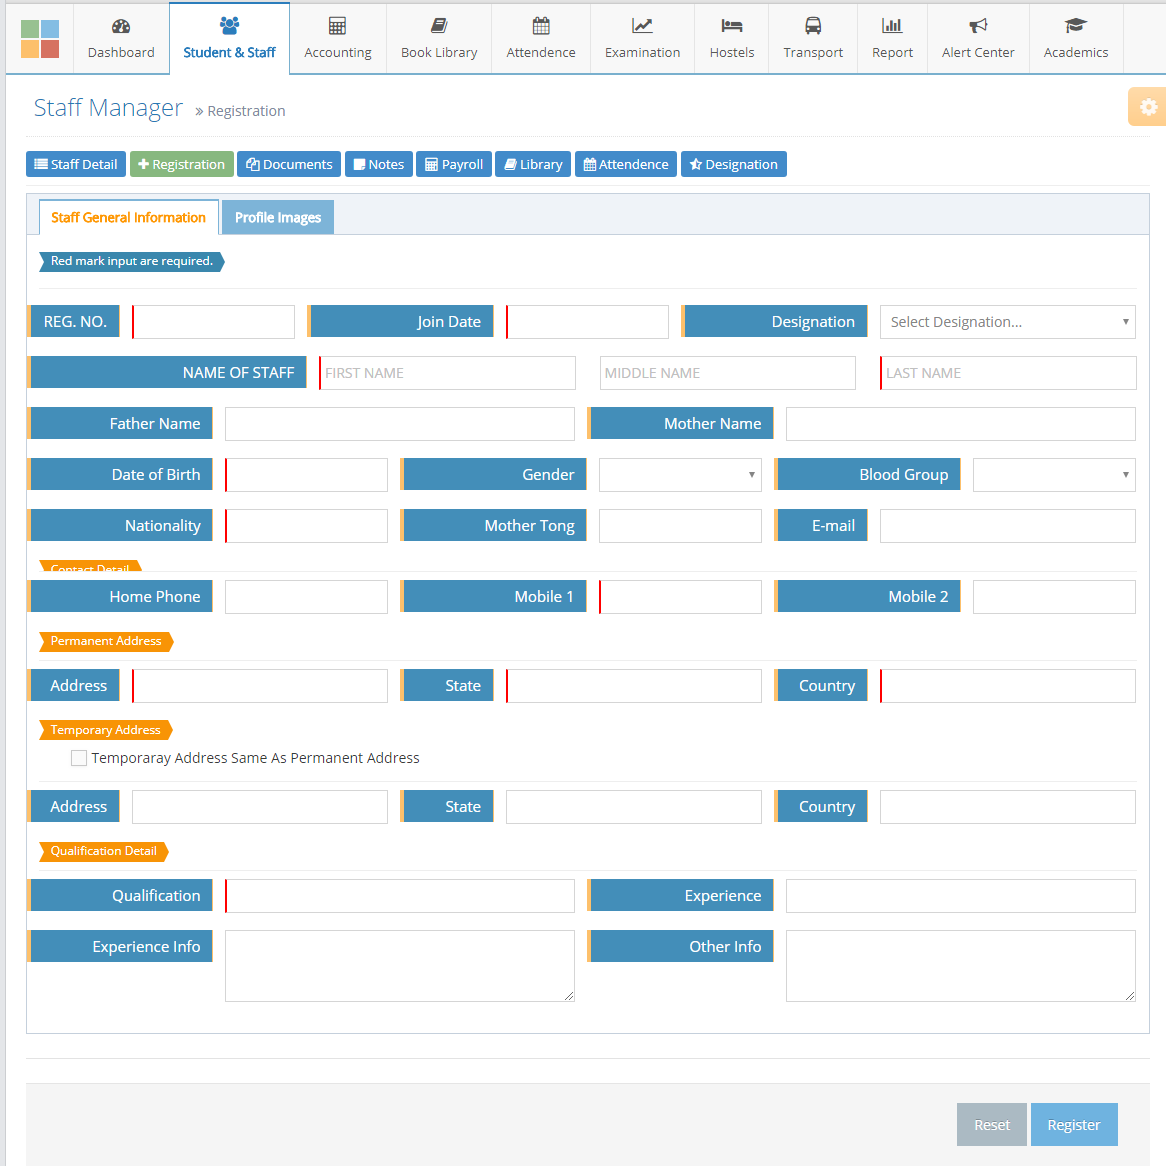 Dashboard Student & Staff Accounting Book Library Attendence Examination Hostels Transport Report Alert Center Academics
Staff Manager » Registration
Staff Detail Registration Documents Notes Payroll Library Attendence Designation
Staff General Information Profile Images
Red mark input are required.
REG. NO. Join Date Designation Select Designation...
NAME OF STAFF FIRST NAME MIDDLE NAME LAST NAME
Father Name Mother Name
Date of Birth Gender Blood Group
Nationality Mother Tong E-mail
Contact Detail
Home Phone Mobile 1 Mobile 2
Permanent Address
Address State Country
Temporary Address
Temporaray Address Same As Permanent Address
Address State Country
Qualification Detail
Qualification Experience
Experience Info Other Info
Reset Register